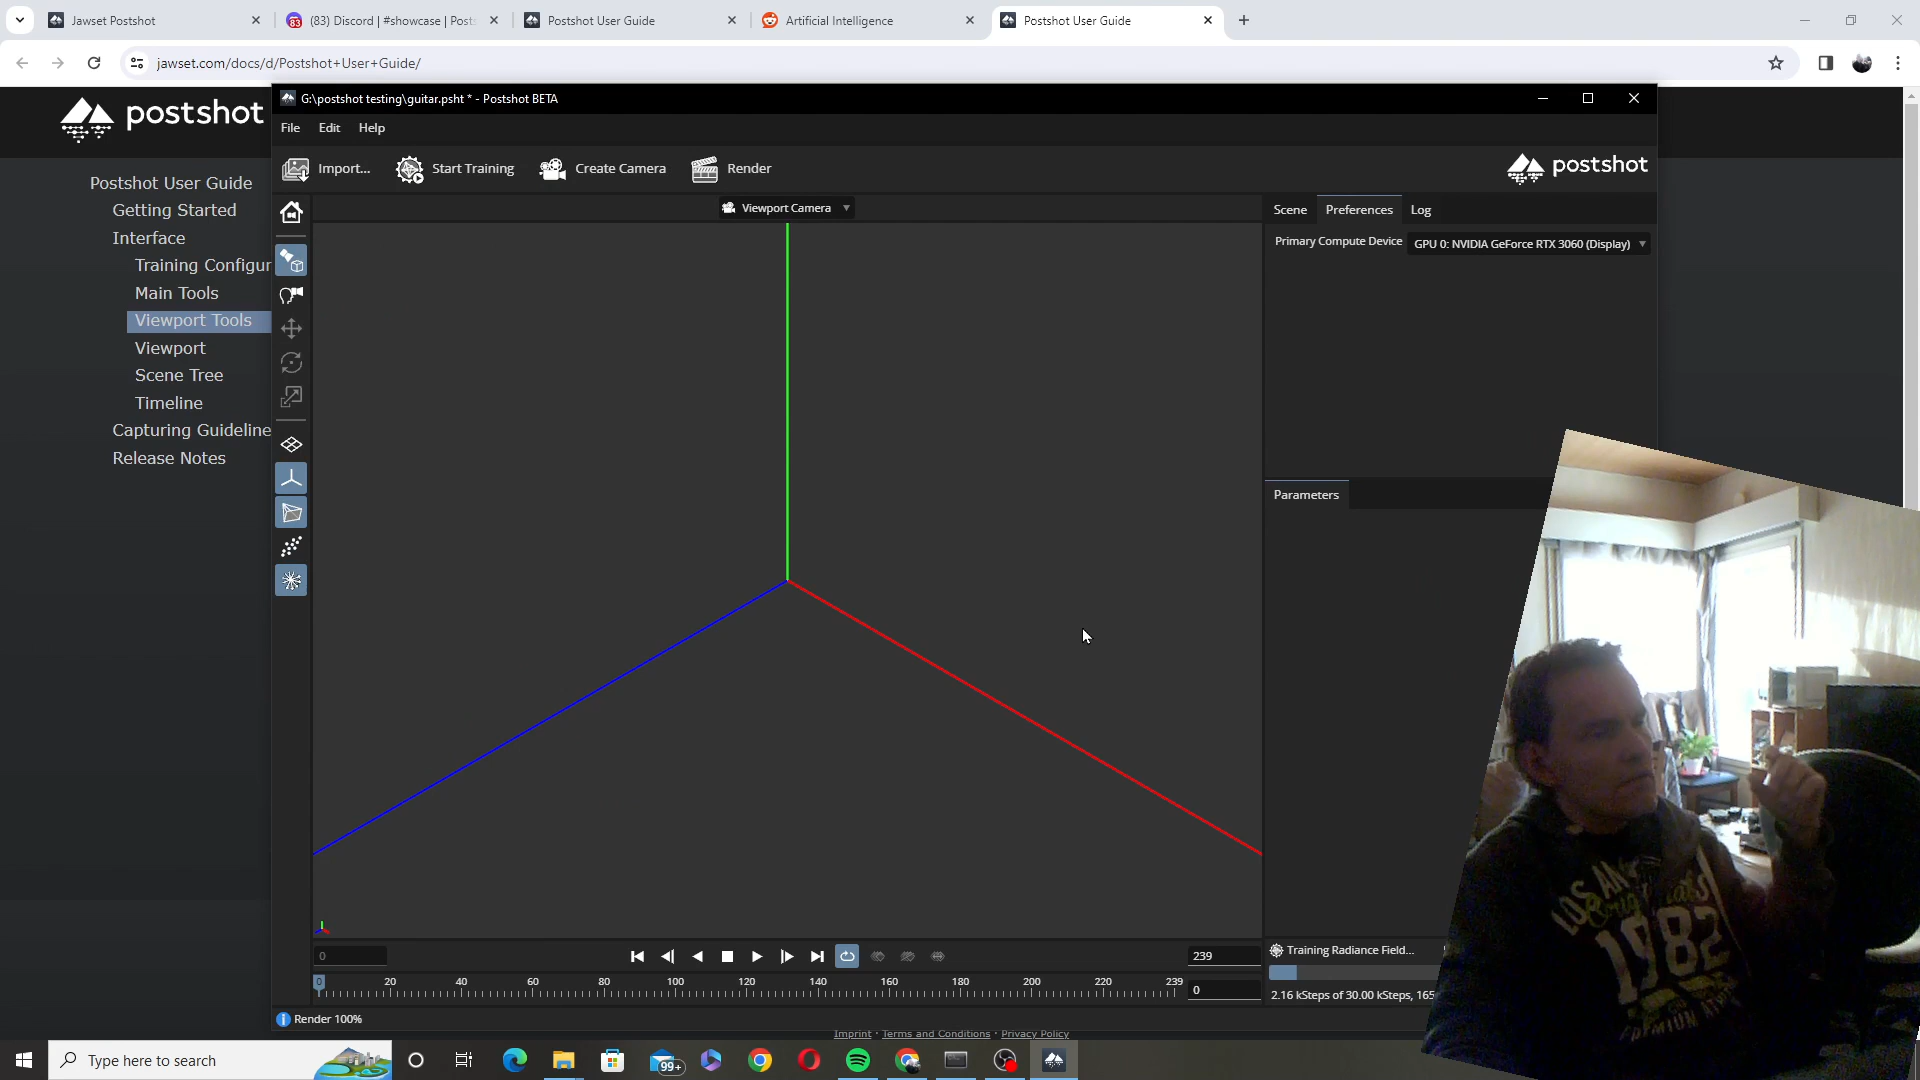 Jawset Postshot
(83) Discord | #showcase | Posts
Postshot User Guide
Artificial Intelligence
Postshot User Guide
jawset.com/docs/d/Postshot+User+Guide/
postshot
Postshot User Guide
Getting Started
Interface
Training Configur
Main Tools
Viewport Tools
Viewport
Scene Tree
Timeline
Capturing Guideline
Release Notes
G:\postshot testing\guitar.psht * - Postshot BETA
File Edit Help
Import... Start Training Create Camera Render
postshot
Viewport Camera
Scene Preferences Log
Primary Compute Device GPU 0: NVIDIA GeForce RTX 3060 (Display)
Parameters
0
239
0 20 40 60 80 100 120 140 160 180 200 220 239
0
Training Radiance Field...
2.16 kSteps of 30.00 kSteps, 165
Render 100%
Imprint · Terms and Conditions · Privacy Policy
Type here to search
99+
LOS AN
1982